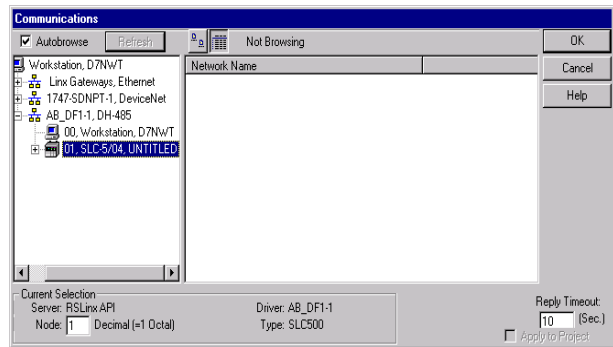 Communications
Autobrowse Refresh Not Browsing OK
Workstation, D7NWT Network Name Cancel
Linx Gateways, Ethernet
1747-SDNPT-1, DeviceNet Help
AB_DF1-1, DH-485
00, Workstation, D7NWT
01, SLC-5/04, UNTITLED
Current Selection
Server: RSLinx API Driver: AB_DF1-1 Reply Timeout:
Node: 1 Decimal (=1 Octal) Type: SLC500 10 (Sec.)
Apply to Project